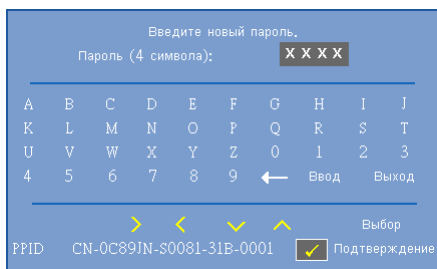 Введите новый пароль.
Пароль (4 символа): X X X X
A B C D E F G H I J
K L M N O P Q R S T
U V W X Y Z 0 1 2 3
4 5 6 7 8 9 Ввод Выход
Выбор
PPID CN-0C89JN-S0081-31B-0001 Подтверждение